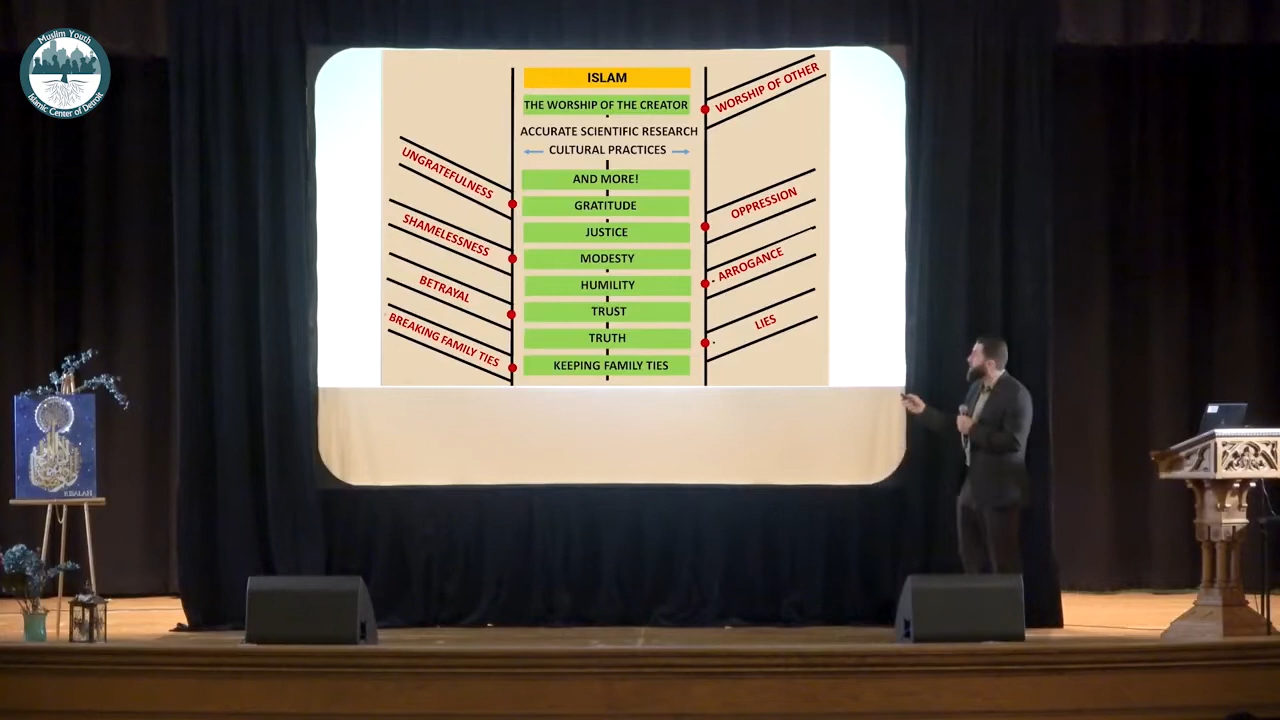 Muslim Youth
Islamic Center of Detroit
ISLAM
THE WORSHIP OF THE CREATOR
WORSHIP OF OTHER
ACCURATE SCIENTIFIC RESEARCH
CULTURAL PRACTICES
AND MORE!
UNGRATEFULNESS
GRATITUDE
OPPRESSION
JUSTICE
SHAMELESSNESS
MODESTY
ARROGANCE
HUMILITY
BETRAYAL
TRUST
LIES
TRUTH
BREAKING FAMILY TIES
KEEPING FAMILY TIES
RISALAH